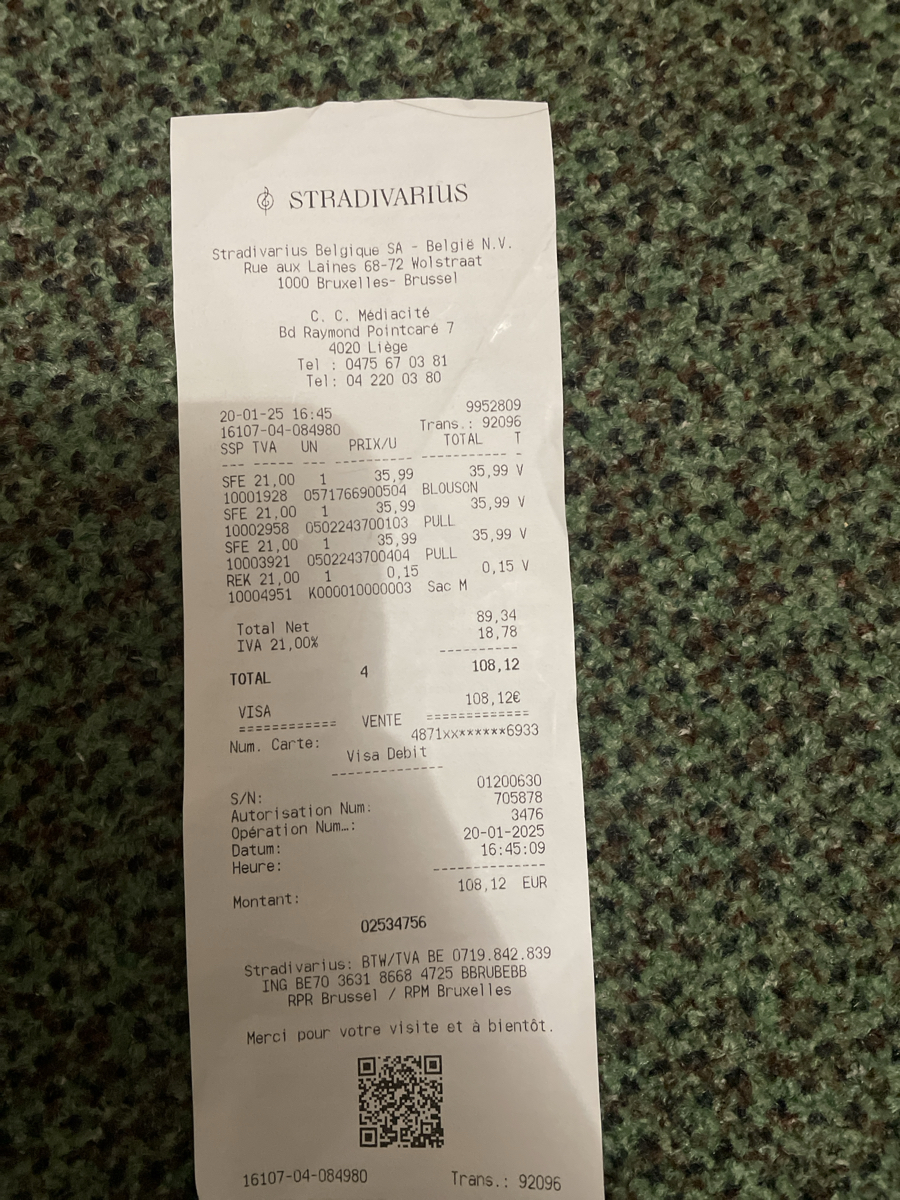 STRADIVARIUS
Stradivarius Belgique SA - België N.V.
Rue aux Laines 68-72 Wolstraat
1000 Bruxelles- Brussel
C. C. Médiacité
Bd Raymond Pointcaré 7
4020 Liège
Tel : 0475 67 03 81
Tel: 04 220 03 80
20-01-25 16:45 9952809
16107-04-084980 Trans.: 92096
SSP TVA UN PRIX/U TOTAL T
--- ---- --- ---------- ----------- -
SFE 21,00 1 35,99 35,99 V
10001928 0571766900504 BLOUSON
SFE 21,00 1 35,99 35,99 V
10002958 0502243700103 PULL
SFE 21,00 1 35,99 35,99 V
10003921 0502243700404 PULL
REK 21,00 1 0,15 0,15 V
10004951 K000010000003 Sac M
Total Net 89,34
IVA 21,00% 18,78
----------
TOTAL 4 108,12
VISA 108,12€
============ VENTE ============
Num. Carte: 4871xx******6933
Visa Debit
-------------
S/N: 01200630
Autorisation Num: 705878
Opération Num…: 3476
Datum: 20-01-2025
Heure: 16:45:09
-------------
Montant: 108,12 EUR
02534756
Stradivarius: BTW/TVA BE 0719.842.839
ING BE70 3631 8668 4725 BBRUBEBB
RPR Brussel / RPM Bruxelles
Merci pour votre visite et à bientôt.
16107-04-084980 Trans.: 92096